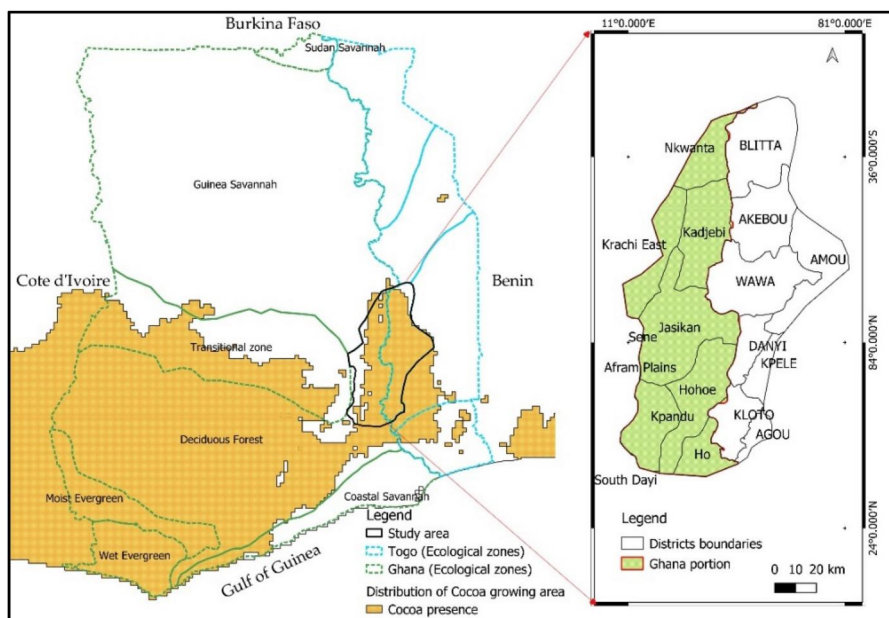 Burkina Faso
Sudan Savannah
Guinea Savannah
Cote d'Ivoire
Benin
Transitional zone
Deciduous Forest
Moist Evergreen
Coastal Savannah
Wet Evergreen
Gulf of Guinea
Legend
Study area
Togo (Ecological zones)
Ghana (Ecological zones)
Distribution of Cocoa growing area
Cocoa presence
11°0.000'E
81°0.000'E
36°0.000'S
84°0.000'N
24°0.000'N
Nkwanta
BLITTA
Kadjebi
AKEBOU
Krachi East
AMOU
WAWA
Jasikan
Sene
DANYI
KPELE
Afram Plains
Hohoe
Kpandu
KLOTO
AGOU
Ho
South Dayi
Legend
Districts boundaries
Ghana portion
0 10 20 km